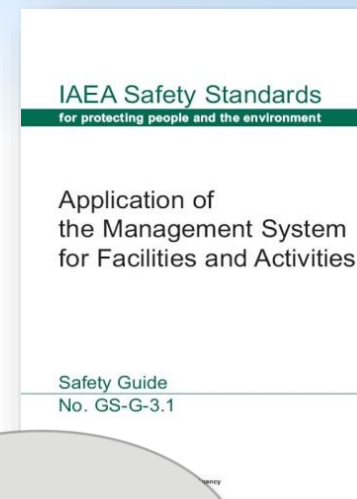 IAEA Safety Standards
for protecting people and the environment
Application of
the Management System
for Facilities and Activities
Safety Guide
No. GS-G-3.1